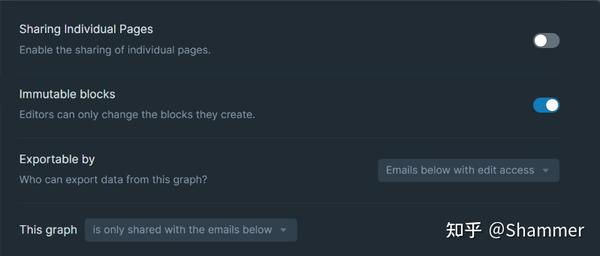 Sharing Individual Pages
Enable the sharing of individual pages.
Immutable blocks
Editors can only change the blocks they create.
Exportable by
Who can export data from this graph?
Emails below with edit access
This graph is only shared with the emails below
知乎 @Shammer